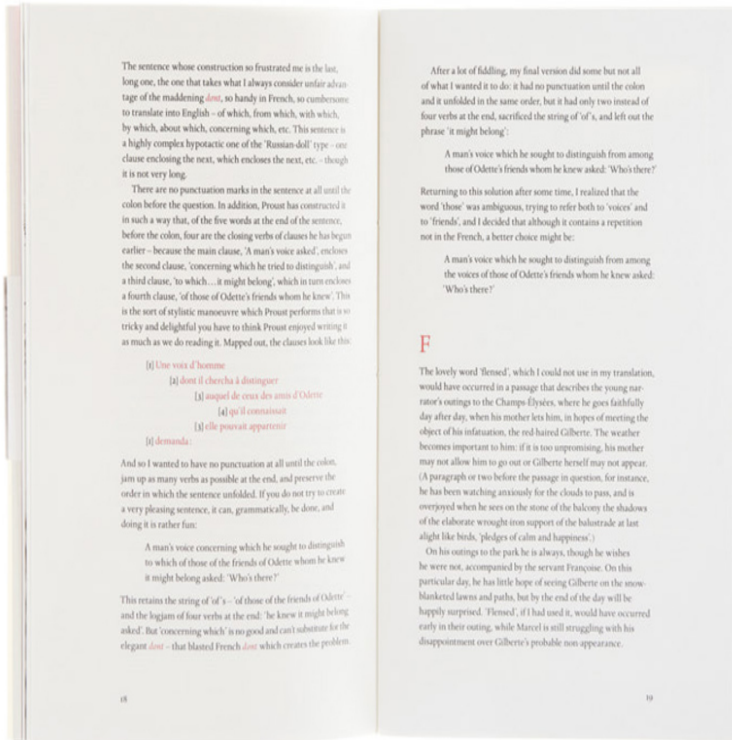 The sentence whose construction so frustrated me is the last,
long one, the one that takes what I always consider unfair advan-
tage of the maddening dont, so handy in French, so cumbersome
to translate into English – of which, from which, with which,
by which, about which, concerning which, etc. This sentence is
a highly complex hypotactic one of the 'Russian-doll' type – one
clause enclosing the next, which encloses the next, etc. – though
it is not very long.
There are no punctuation marks in the sentence at all until the
colon before the question. In addition, Proust has constructed it
in such a way that, of the five words at the end of the sentence,
before the colon, four are the closing verbs of clauses he has begun
earlier – because the main clause, 'A man's voice asked', encloses
the second clause, 'concerning which he tried to distinguish', and
a third clause, 'to which…it might belong', which in turn encloses
a fourth clause, 'of those of Odette's friends whom he knew'. This
is the sort of stylistic manoeuvre which Proust performs that is so
tricky and delightful you have to think Proust enjoyed writing it
as much as we do reading it. Mapped out, the clauses look like this:
[1] Une voix d'homme
[2] dont il chercha à distinguer
[3] auquel de ceux des amis d'Odette
[4] qu'il connaissait
[3] elle pouvait appartenir
[1] demanda:
And so I wanted to have no punctuation at all until the colon,
jam up as many verbs as possible at the end, and preserve the
order in which the sentence unfolded. If you do not try to create
a very pleasing sentence, it can, grammatically, be done, and
doing it is rather fun:
A man's voice concerning which he sought to distinguish
to which of those of the friends of Odette whom he knew
it might belong asked: 'Who's there?'
This retains the string of 'of's – 'of those of the friends of Odette' –
and the logjam of four verbs at the end: 'he knew it might belong
asked'. But 'concerning which' is no good and can't substitute for the
elegant dont – that blasted French dont which creates the problem.
18
After a lot of fiddling, my final version did some but not all
of what I wanted it to do: it had no punctuation until the colon
and it unfolded in the same order, but it had only two instead of
four verbs at the end, sacrificed the string of 'of's, and left out the
phrase 'it might belong':
A man's voice which he sought to distinguish from among
those of Odette's friends whom he knew asked: 'Who's there?'
Returning to this solution after some time, I realized that the
word 'those' was ambiguous, trying to refer both to 'voices' and
to 'friends', and I decided that although it contains a repetition
not in the French, a better choice might be:
A man's voice which he sought to distinguish from among
the voices of those of Odette's friends whom he knew asked:
'Who's there?'
F
The lovely word 'flensed', which I could not use in my translation,
would have occurred in a passage that describes the young nar-
rator's outings to the Champs-Élysées, where he goes faithfully
day after day, when his mother lets him, in hopes of meeting the
object of his infatuation, the red-haired Gilberte. The weather
becomes important to him: if it is too unpromising, his mother
may not allow him to go out or Gilberte herself may not appear.
(A paragraph or two before the passage in question, for instance,
he has been watching anxiously for the clouds to pass, and is
overjoyed when he sees on the stone of the balcony the shadows
of the elaborate wrought-iron support of the balustrade at last
alight like birds, 'pledges of calm and happiness'.)
On his outings to the park he is always, though he wishes
he were not, accompanied by the servant Françoise. On this
particular day, he has little hope of seeing Gilberte on the snow-
blanketed lawns and paths, but by the end of the day will be
happily surprised. 'Flensed', if I had used it, would have occurred
early in their outing, while Marcel is still struggling with his
disappointment over Gilberte's probable non appearance.
19